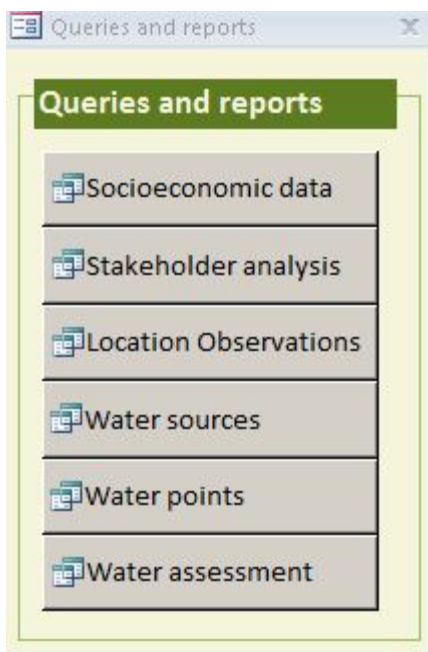 Queries and reports
Queries and reports
Socioeconomic data
Stakeholder analysis
Location Observations
Water sources
Water points
Water assessment